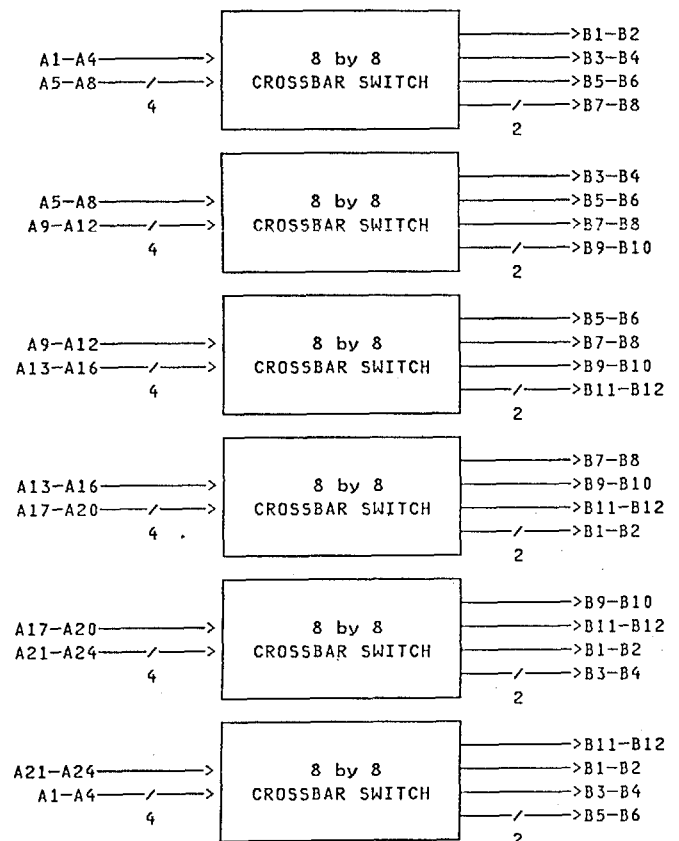 A1-A4 8 by 8 B1-B2
A5-A8 CROSSBAR SWITCH B3-B4
4 B5-B6
B7-B8
2
A5-A8 8 by 8 B3-B4
A9-A12 CROSSBAR SWITCH B5-B6
4 B7-B8
B9-B10
2
A9-A12 8 by 8 B5-B6
A13-A16 CROSSBAR SWITCH B7-B8
4 B9-B10
B11-B12
2
A13-A16 8 by 8 B7-B8
A17-A20 CROSSBAR SWITCH B9-B10
4 B11-B12
B1-B2
2
A17-A20 8 by 8 B9-B10
A21-A24 CROSSBAR SWITCH B11-B12
4 B1-B2
B3-B4
2
A21-A24 8 by 8 B11-B12
A1-A4 CROSSBAR SWITCH B1-B2
4 B3-B4
B5-B6
2